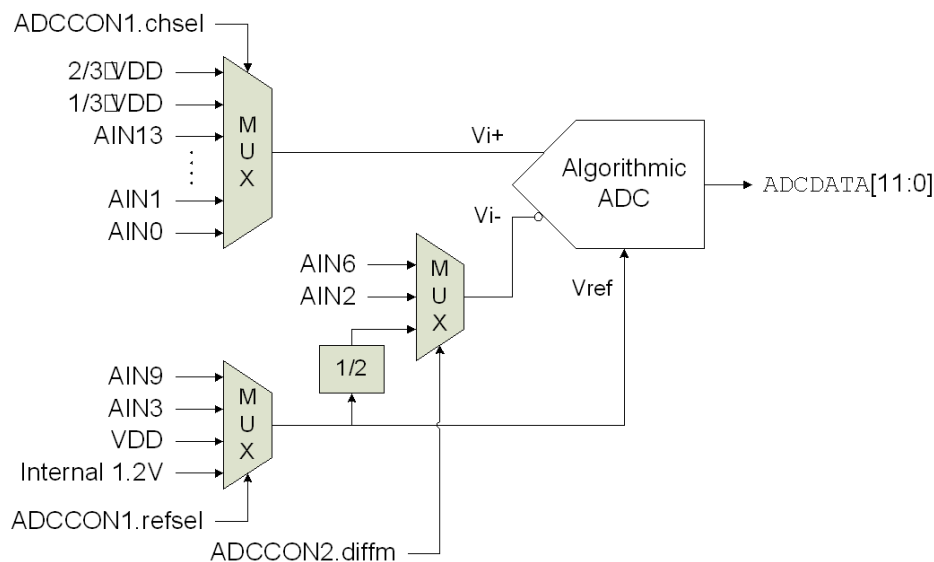 ADCCON1.chsel
2/3□VDD
1/3□VDD
AIN13
AIN1
AIN0
MUX
Vi+
Algorithmic
ADC
ADCDATA[11:0]
Vi-
AIN6
AIN2
MUX
Vref
1/2
AIN9
AIN3
VDD
Internal 1.2V
MUX
ADCCON1.refsel
ADCCON2.diffm